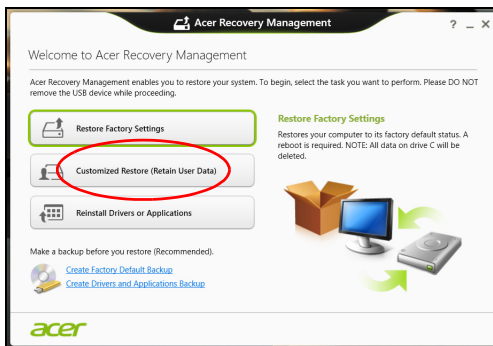 Acer Recovery Management
? _ ×
Welcome to Acer Recovery Management
Acer Recovery Management enables you to restore your system. To begin, select the task you want to perform. Please DO NOT
remove the USB device while proceeding.
Restore Factory Settings
Customized Restore (Retain User Data)
Reinstall Drivers or Applications
Restore Factory Settings
Restores your computer to its factory default status. A
reboot is required. NOTE: All data on drive C will be
deleted.
Make a backup before you restore (Recommended).
Create Factory Default Backup
Create Drivers and Applications Backup
acer